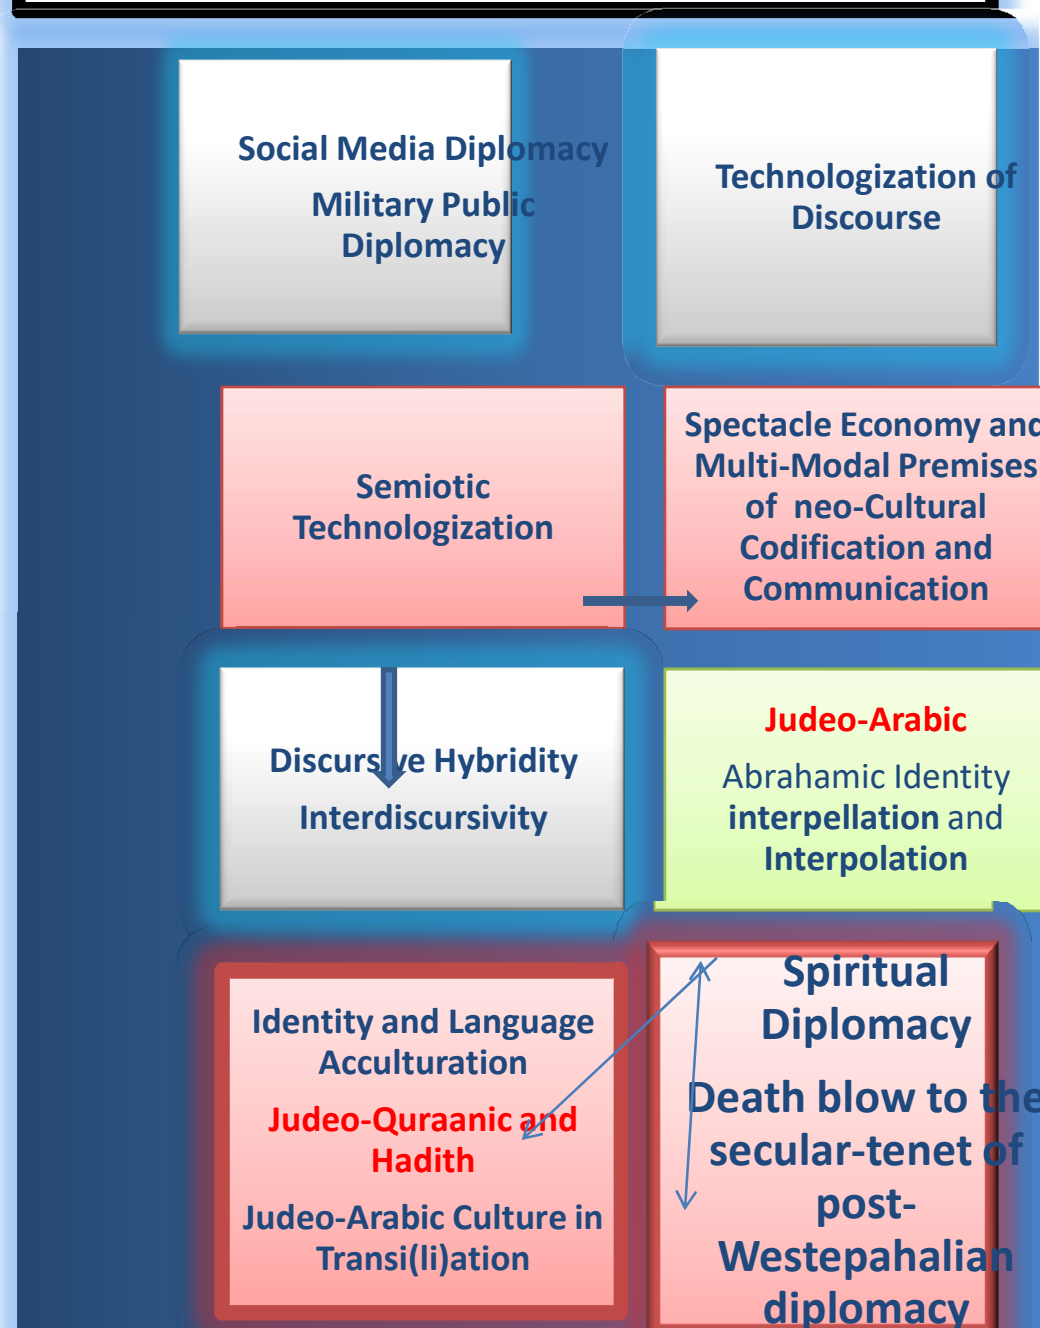 Social Media Diplomacy
Military Public
Diplomacy
Technologization of
Discourse
Semiotic
Technologization
Spectacle Economy and
Multi-Modal Premises
of neo-Cultural
Codification and
Communication
Discursive Hybridity
Interdiscursivity
Judeo-Arabic
Abrahamic Identity
interpellation and
Interpolation
Identity and Language
Acculturation
Judeo-Quraanic and
Hadith
Judeo-Arabic Culture in
Transi(li)ation
Spiritual
Diplomacy
Death blow to the
secular-tenet of
post-
Westepahalian
diplomacy